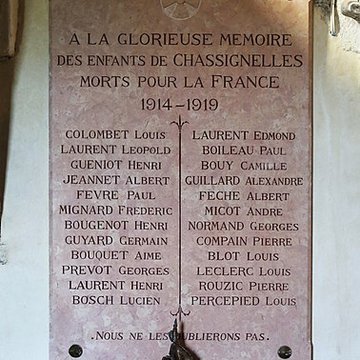 A LA GLORIEUSE MEMOIRE
DES ENFANTS DE CHASSIGNELLES
MORTS POUR LA FRANCE
1914-1919
COLOMBET LOUIS
LAURENT LEOPOLD
GUENIOT HENRI
JEANNET ALBERT
FEVRE PAUL
MIGNARD FREDERIC
BOUGENOT HENRI
GUYARD GERMAIN
BOUQUET AIME
PREVOT GEORGES
LAURENT HENRI
BOSCH LUCIEN
LAURENT EDMOND
BOILEAU PAUL
BOUY CAMILLE
GUILLARD ALEXANDRE
FECHE ALBERT
MICOT ANDRE
NORMAND GEORGES
COMPAIN PIERRE
BLOT LOUIS
LECLERC LOUIS
ROUZIC PIERRE
PERCEPIED LOUIS
.NOUS NE LES OUBLIERONS PAS.